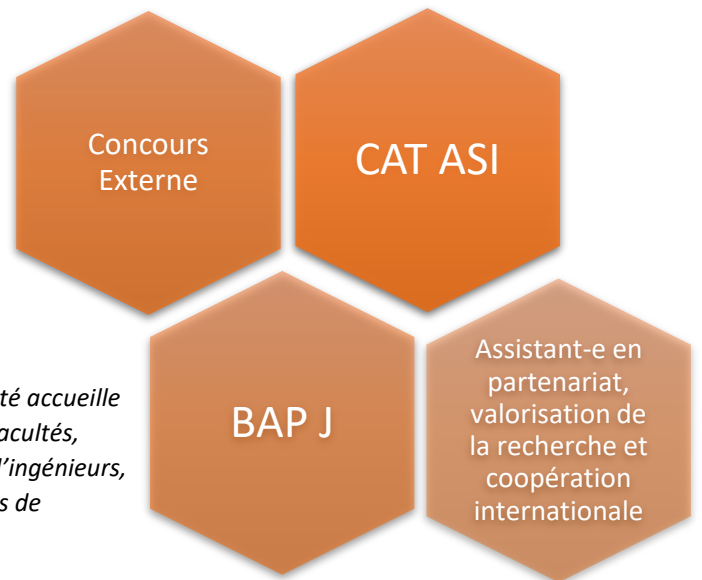 Concours
Externe
CAT ASI
té accueille
acultés,
'ingénieurs,
s de
BAP J
Assistant-e en
partenariat,
valorisation de
la recherche et
coopération
internationale